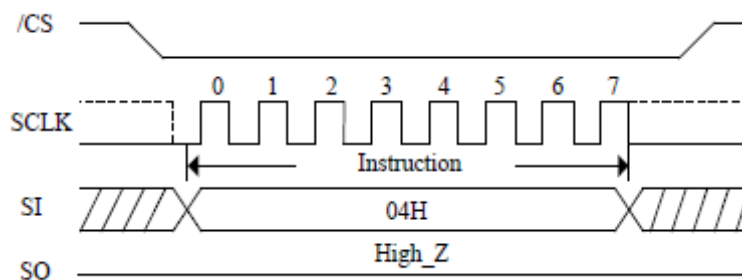 /CS
0 1 2 3 4 5 6 7
SCLK
Instruction
SI 04H
High_Z
SO